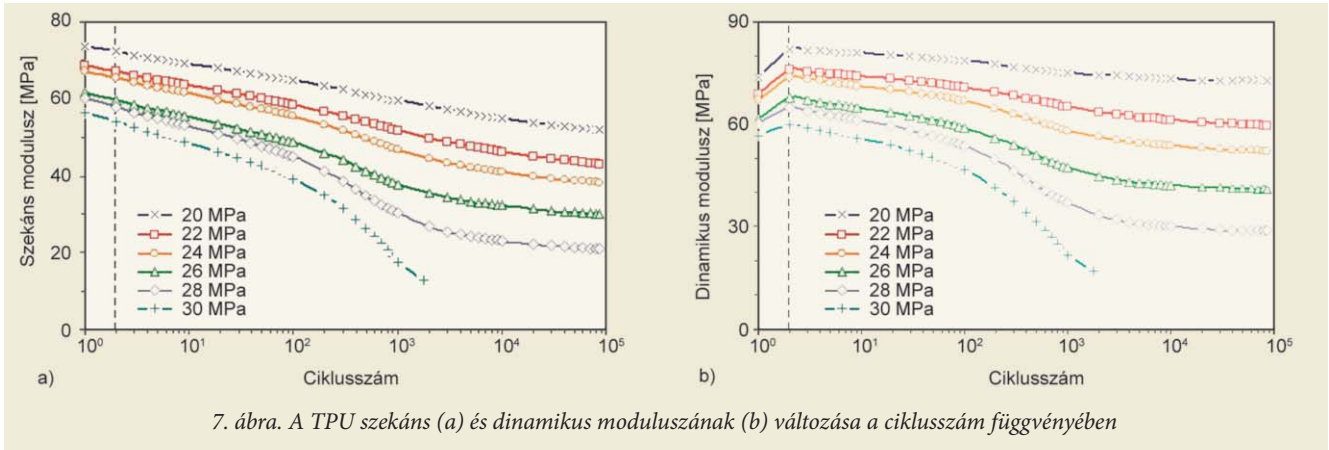 80
60
40
20
0
Szekáns modulusz [MPa]
20 MPa
22 MPa
24 MPa
26 MPa
28 MPa
30 MPa
10⁰ 10¹ 10² 10³ 10⁴ 10⁵
a)
Ciklusszám
90
60
30
0
Dinamikus modulusz [MPa]
20 MPa
22 MPa
24 MPa
26 MPa
28 MPa
30 MPa
10⁰ 10¹ 10² 10³ 10⁴ 10⁵
b)
Ciklusszám
7. ábra. A TPU szekáns (a) és dinamikus moduluszának (b) változása a ciklusszám függvényében